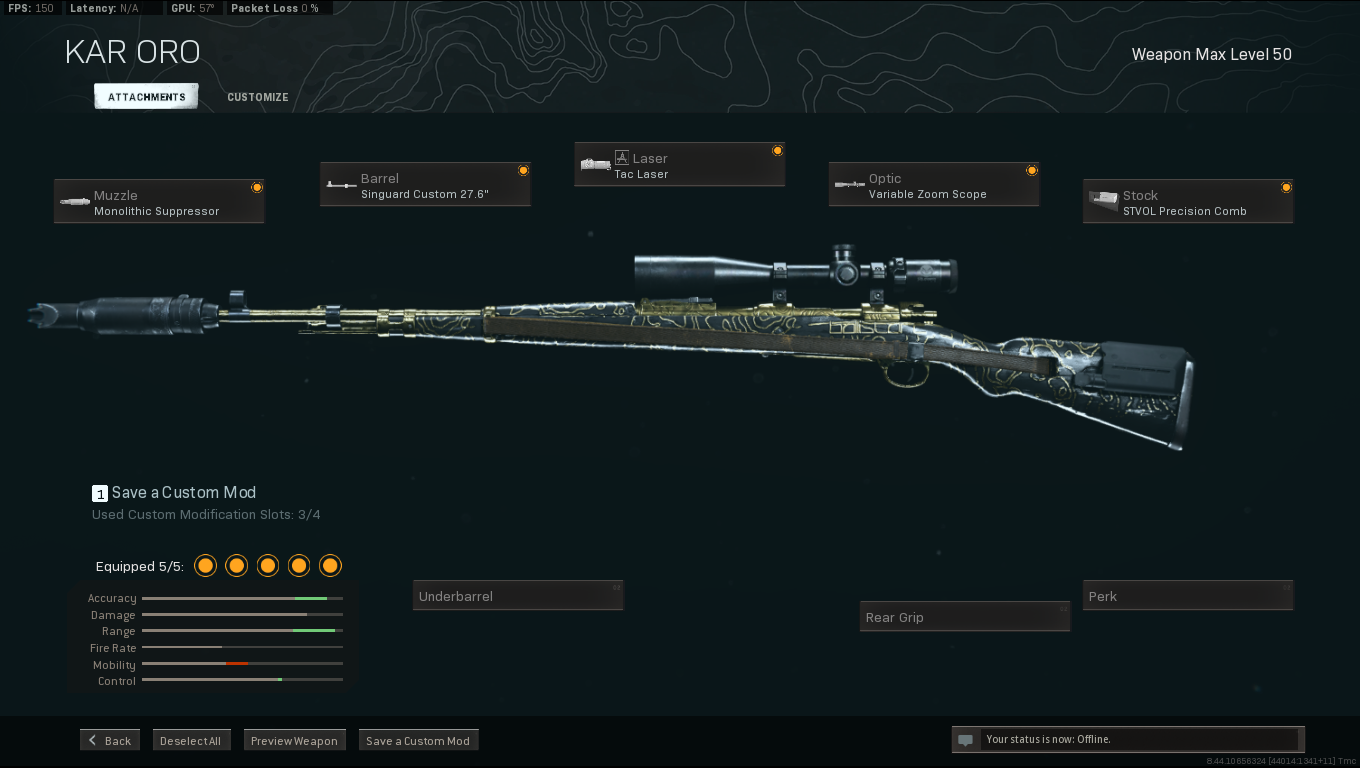 FPS: 150 Latency: N/A GPU: 57° Packet Loss 0 %
KAR ORO
Weapon Max Level 50
ATTACHMENTS CUSTOMIZE
Laser
Tac Laser
Barrel
Singuard Custom 27.6"
Optic
Variable Zoom Scope
Muzzle
Monolithic Suppressor
Stock
STVOL Precision Comb
1 Save a Custom Mod
Used Custom Modification Slots: 3/4
Equipped 5/5:
Underbarrel
Rear Grip
Perk
Accuracy
Damage
Range
Fire Rate
Mobility
Control
Back Deselect All Preview Weapon Save a Custom Mod
Your status is now: Offline.
8.44.10656324 [44014:1341+11] Tmc